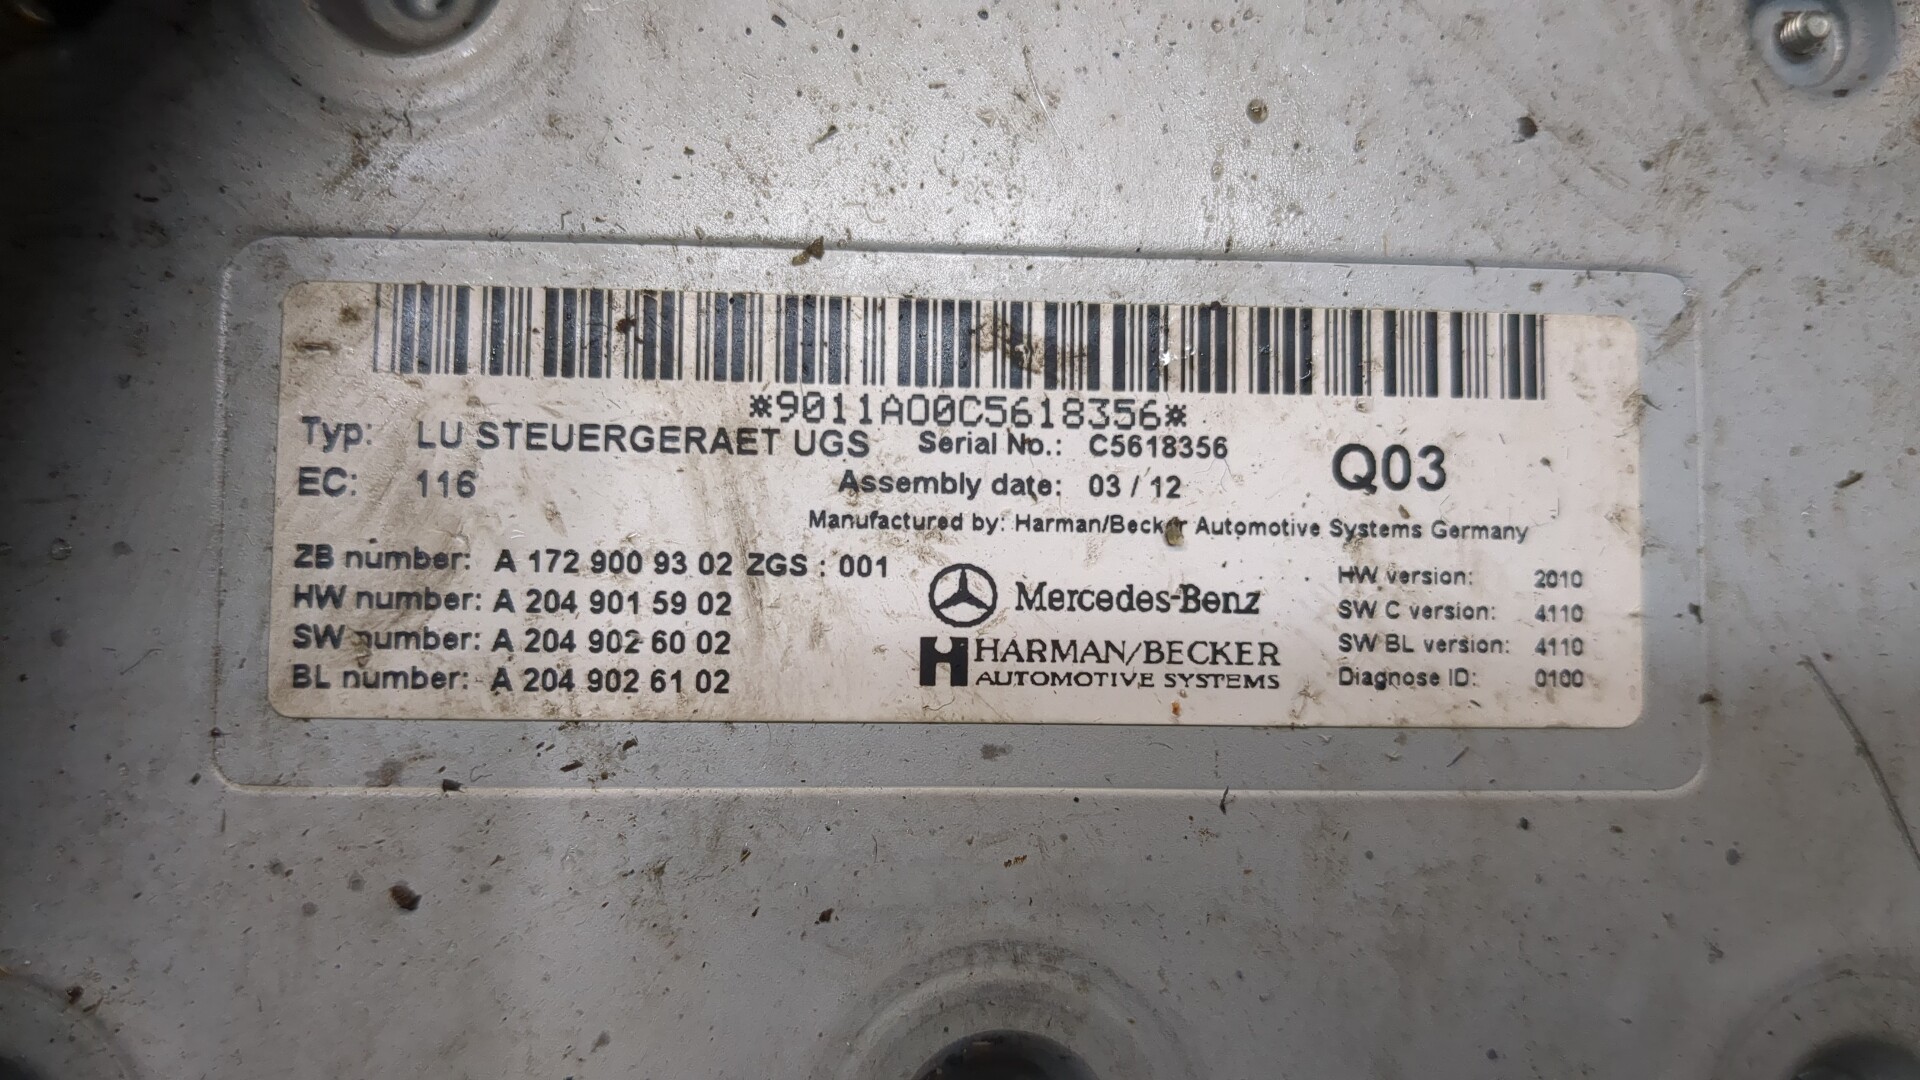 *9011A00C5618356*
Typ: LU STEUERGERAET UGS Serial No.: C5618356
EC: 116 Assembly date: 03 / 12 Q03
Manufactured by: Harman/Becker Automotive Systems Germany
ZB number: A 172 900 93 02 ZGS : 001
HW number: A 204 901 59 02
SW number: A 204 902 60 02
BL number: A 204 902 61 02
Mercedes-Benz
HARMAN/BECKER
AUTOMOTIVE SYSTEMS
HW version: 2010
SW C version: 4110
SW BL version: 4110
Diagnose ID: 0100